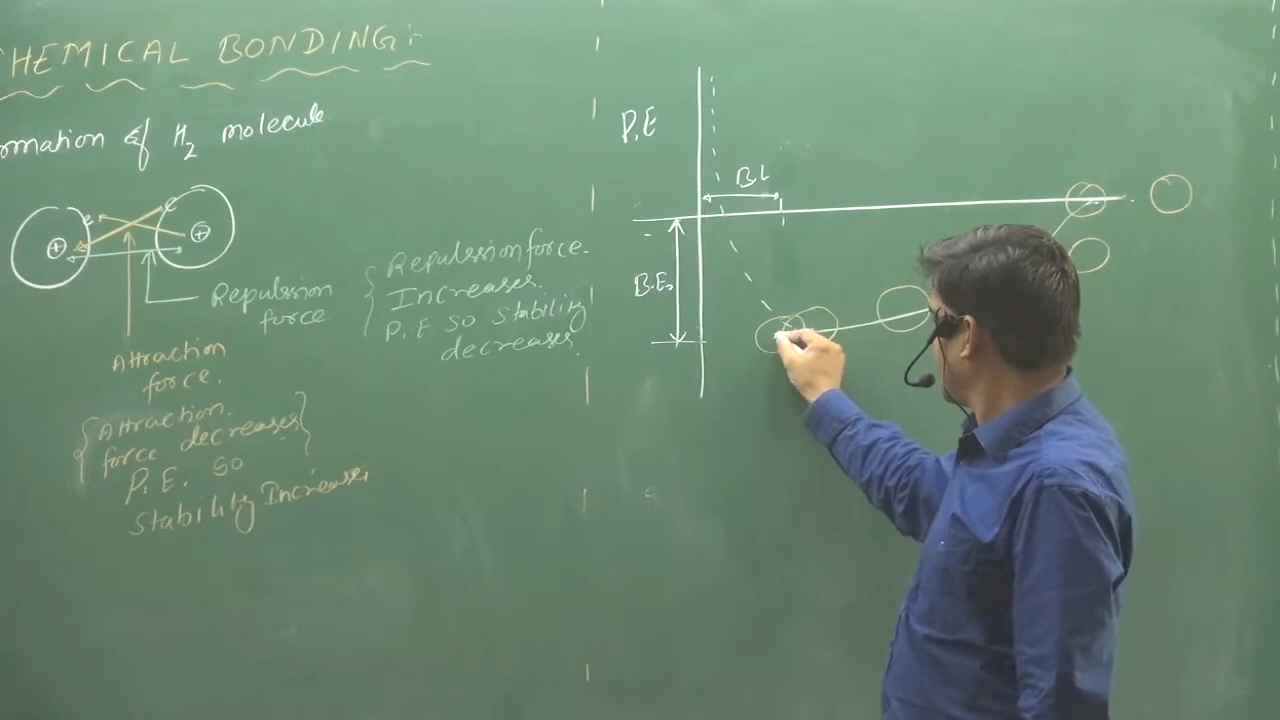 HEMICAL BONDING:-
ormation of H2 molecule
e
e
+
+
Repulsion
force.
Attraction
force.
Attraction.
force decreases
P.E. so
stability Increases
Repulsion force.
Increases.
P.E so stability
decreases.
P.E
B.L
B.E.